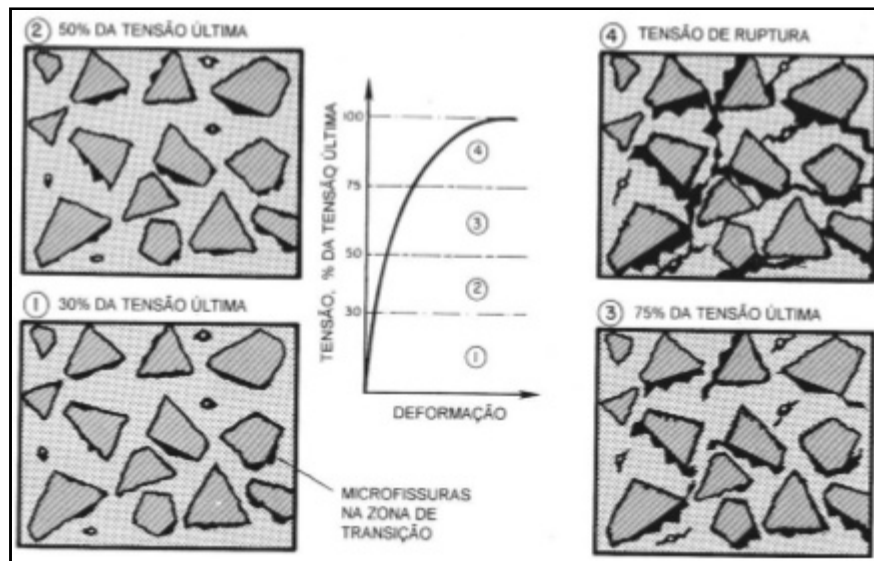 ② 50% DA TENSÃO ÚLTIMA
④ TENSÃO DE RUPTURA
TENSÃO, % DA TENSÃO ÚLTIMA
100
75
50
30
④
③
②
①
DEFORMAÇÃO
① 30% DA TENSÃO ÚLTIMA
③ 75% DA TENSÃO ÚLTIMA
MICROFISSURAS
NA ZONA DE
TRANSIÇÃO